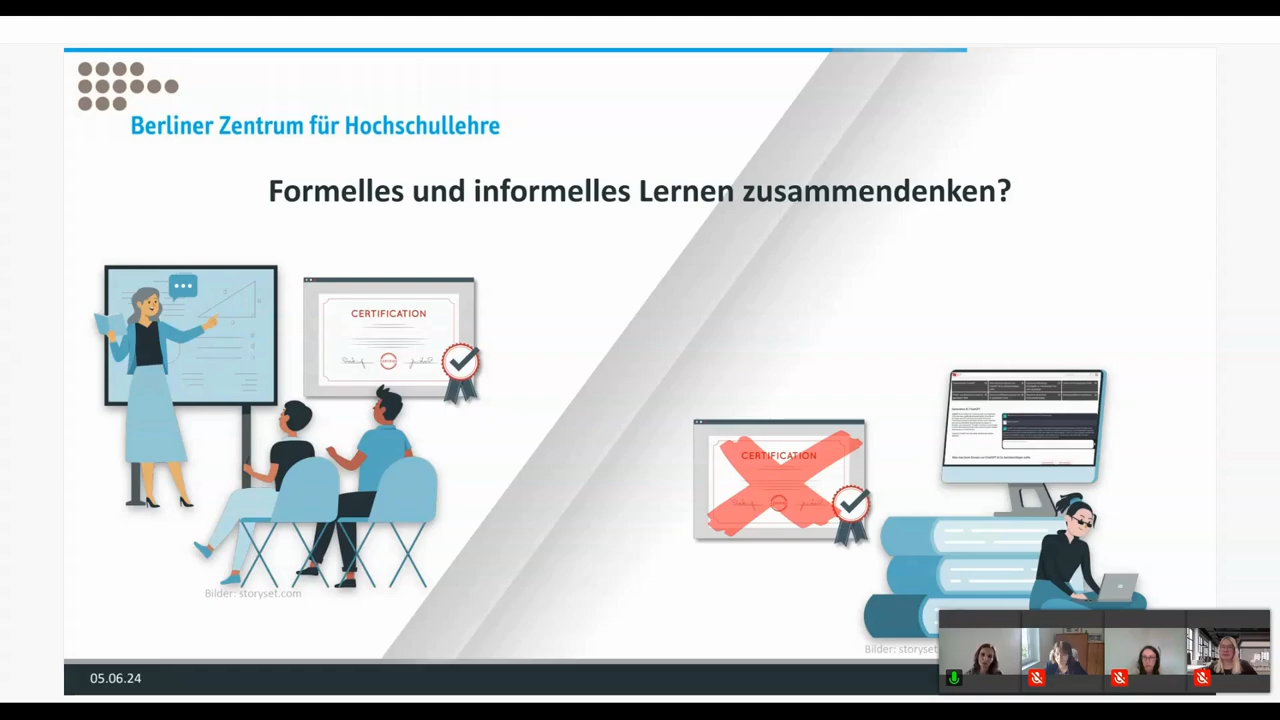 Berliner Zentrum für Hochschullehre
Formelles und informelles Lernen zusammendenken?
CERTIFICATION
CERTIFICATION
Bilder: storyset.com
Bilder: storyset
05.06.24